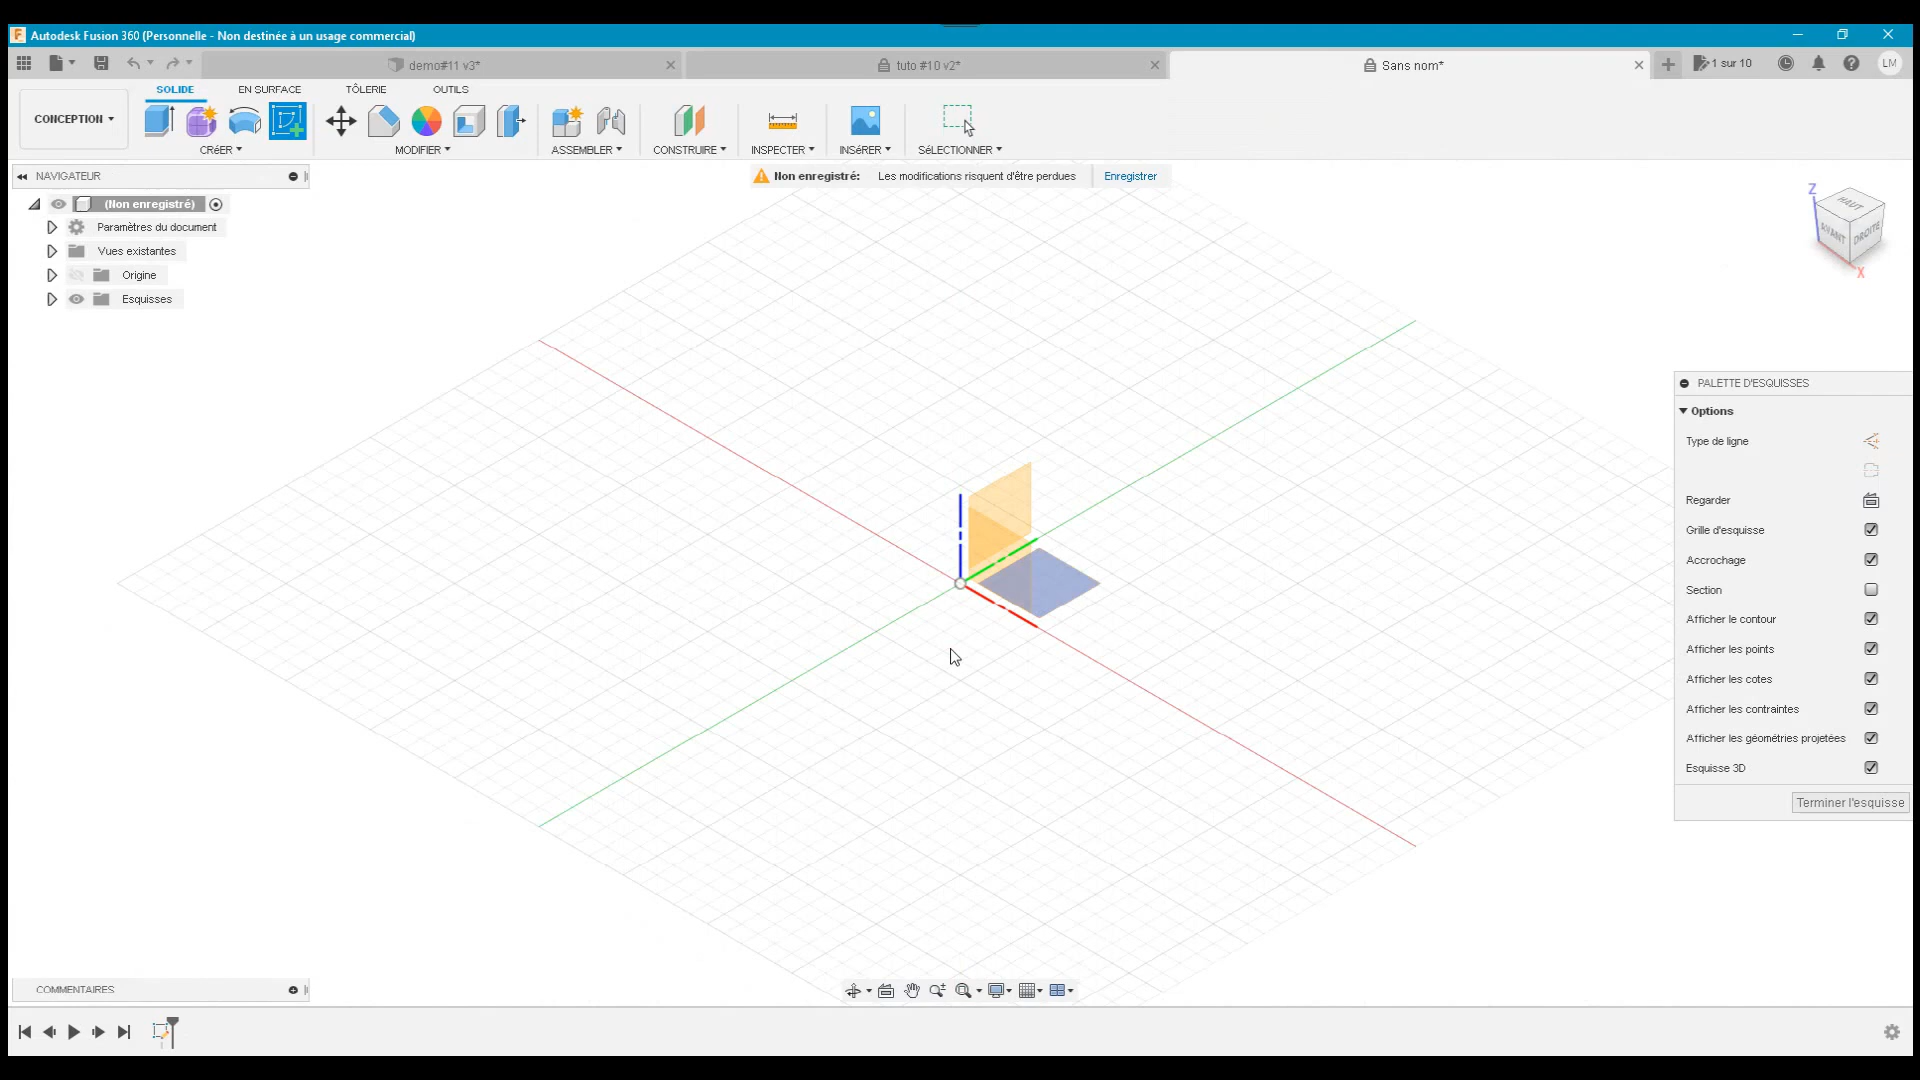 Autodesk Fusion 360 (Personnelle - Non destinée à un usage commercial)
demo#11 v3*
tuto #10 v2*
Sans nom*
1 sur 10
LM
SOLIDE
EN SURFACE
TÔLERIE
OUTILS
CONCEPTION
CRÉER
MODIFIER
ASSEMBLER
CONSTRUIRE
INSPECTER
INSÉRER
SÉLECTIONNER
NAVIGATEUR
Non enregistré: Les modifications risquent d'être perdues Enregistrer
(Non enregistré)
Paramètres du document
Vues existantes
Origine
Esquisses
Z
HAUT
AVANT
DROITE
X
PALETTE D'ESQUISSES
Options
Type de ligne
Regarder
Grille d'esquisse
Accrochage
Section
Afficher le contour
Afficher les points
Afficher les cotes
Afficher les contraintes
Afficher les géométries projetées
Esquisse 3D
Terminer l'esquisse
COMMENTAIRES